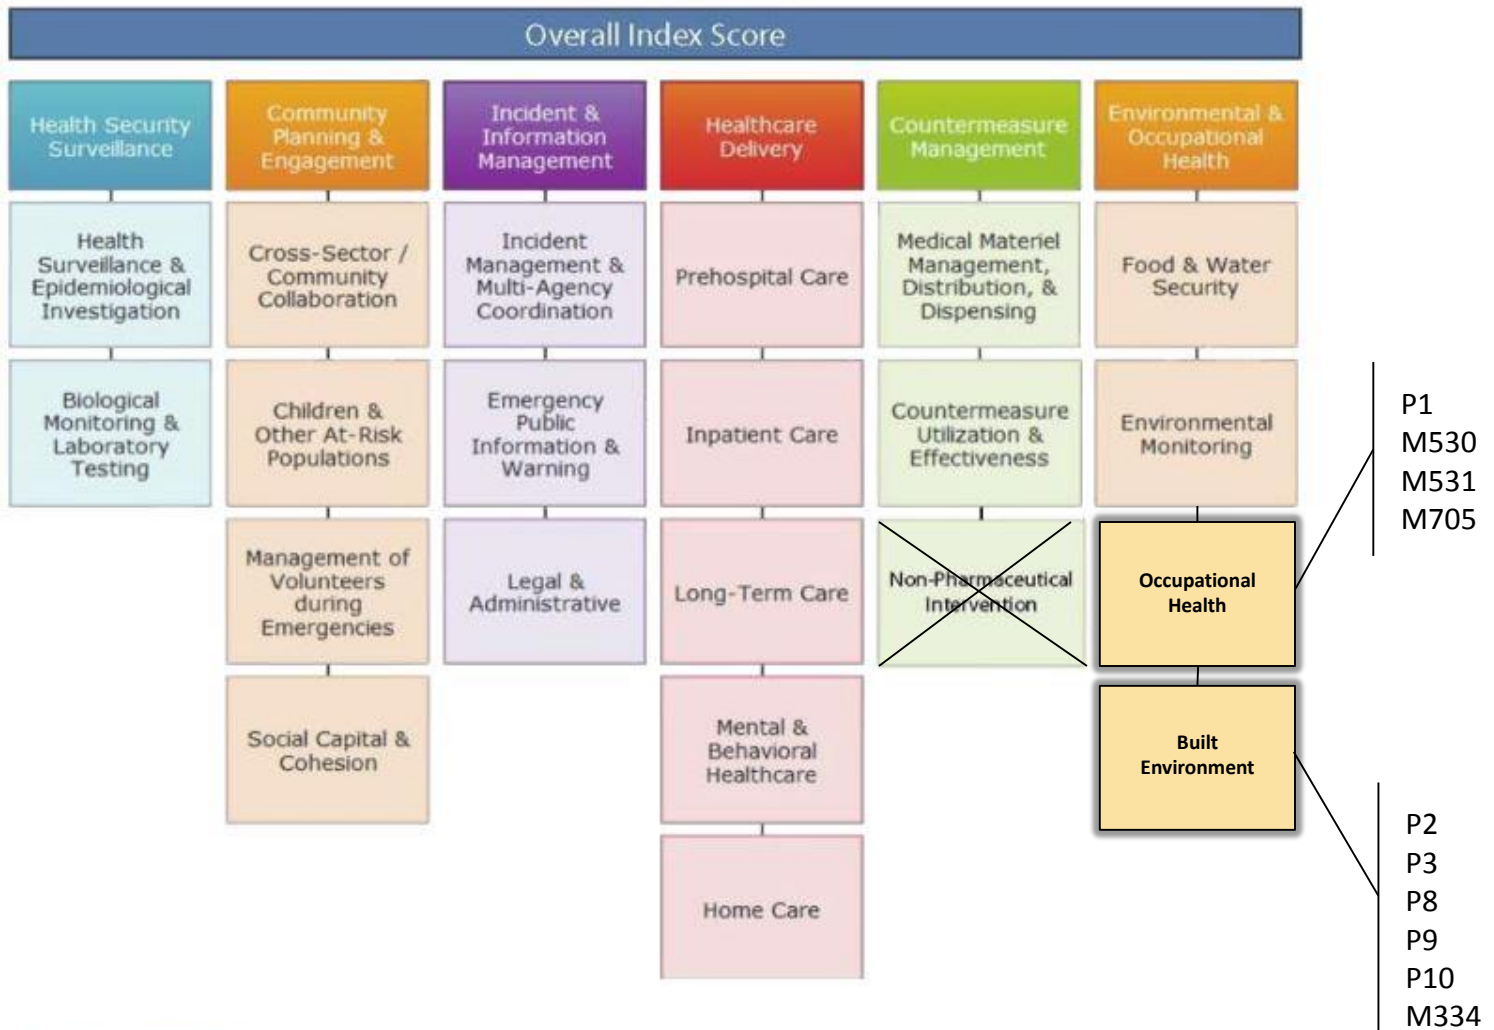 Overall Index Score
Health Security
Surveillance
Community
Planning &
Engagement
Incident &
Information
Management
Healthcare
Delivery
Countermeasure
Management
Environmental &
Occupational
Health
Health
Surveillance &
Epidemiological
Investigation
Cross-Sector /
Community
Collaboration
Incident
Management &
Multi-Agency
Coordination
Prehospital Care
Medical Materiel
Management,
Distribution, &
Dispensing
Food & Water
Security
Biological
Monitoring &
Laboratory
Testing
Children &
Other At-Risk
Populations
Emergency
Public
Information &
Warning
Inpatient Care
Countermeasure
Utilization &
Effectiveness
Environmental
Monitoring
P1
M530
M531
M705
Management of
Volunteers
during
Emergencies
Legal &
Administrative
Long-Term Care
Non-Pharmaceutical
Intervention
Occupational
Health
Social Capital &
Cohesion
Mental &
Behavioral
Healthcare
Built
Environment
Home Care
P2
P3
P8
P9
P10
M334